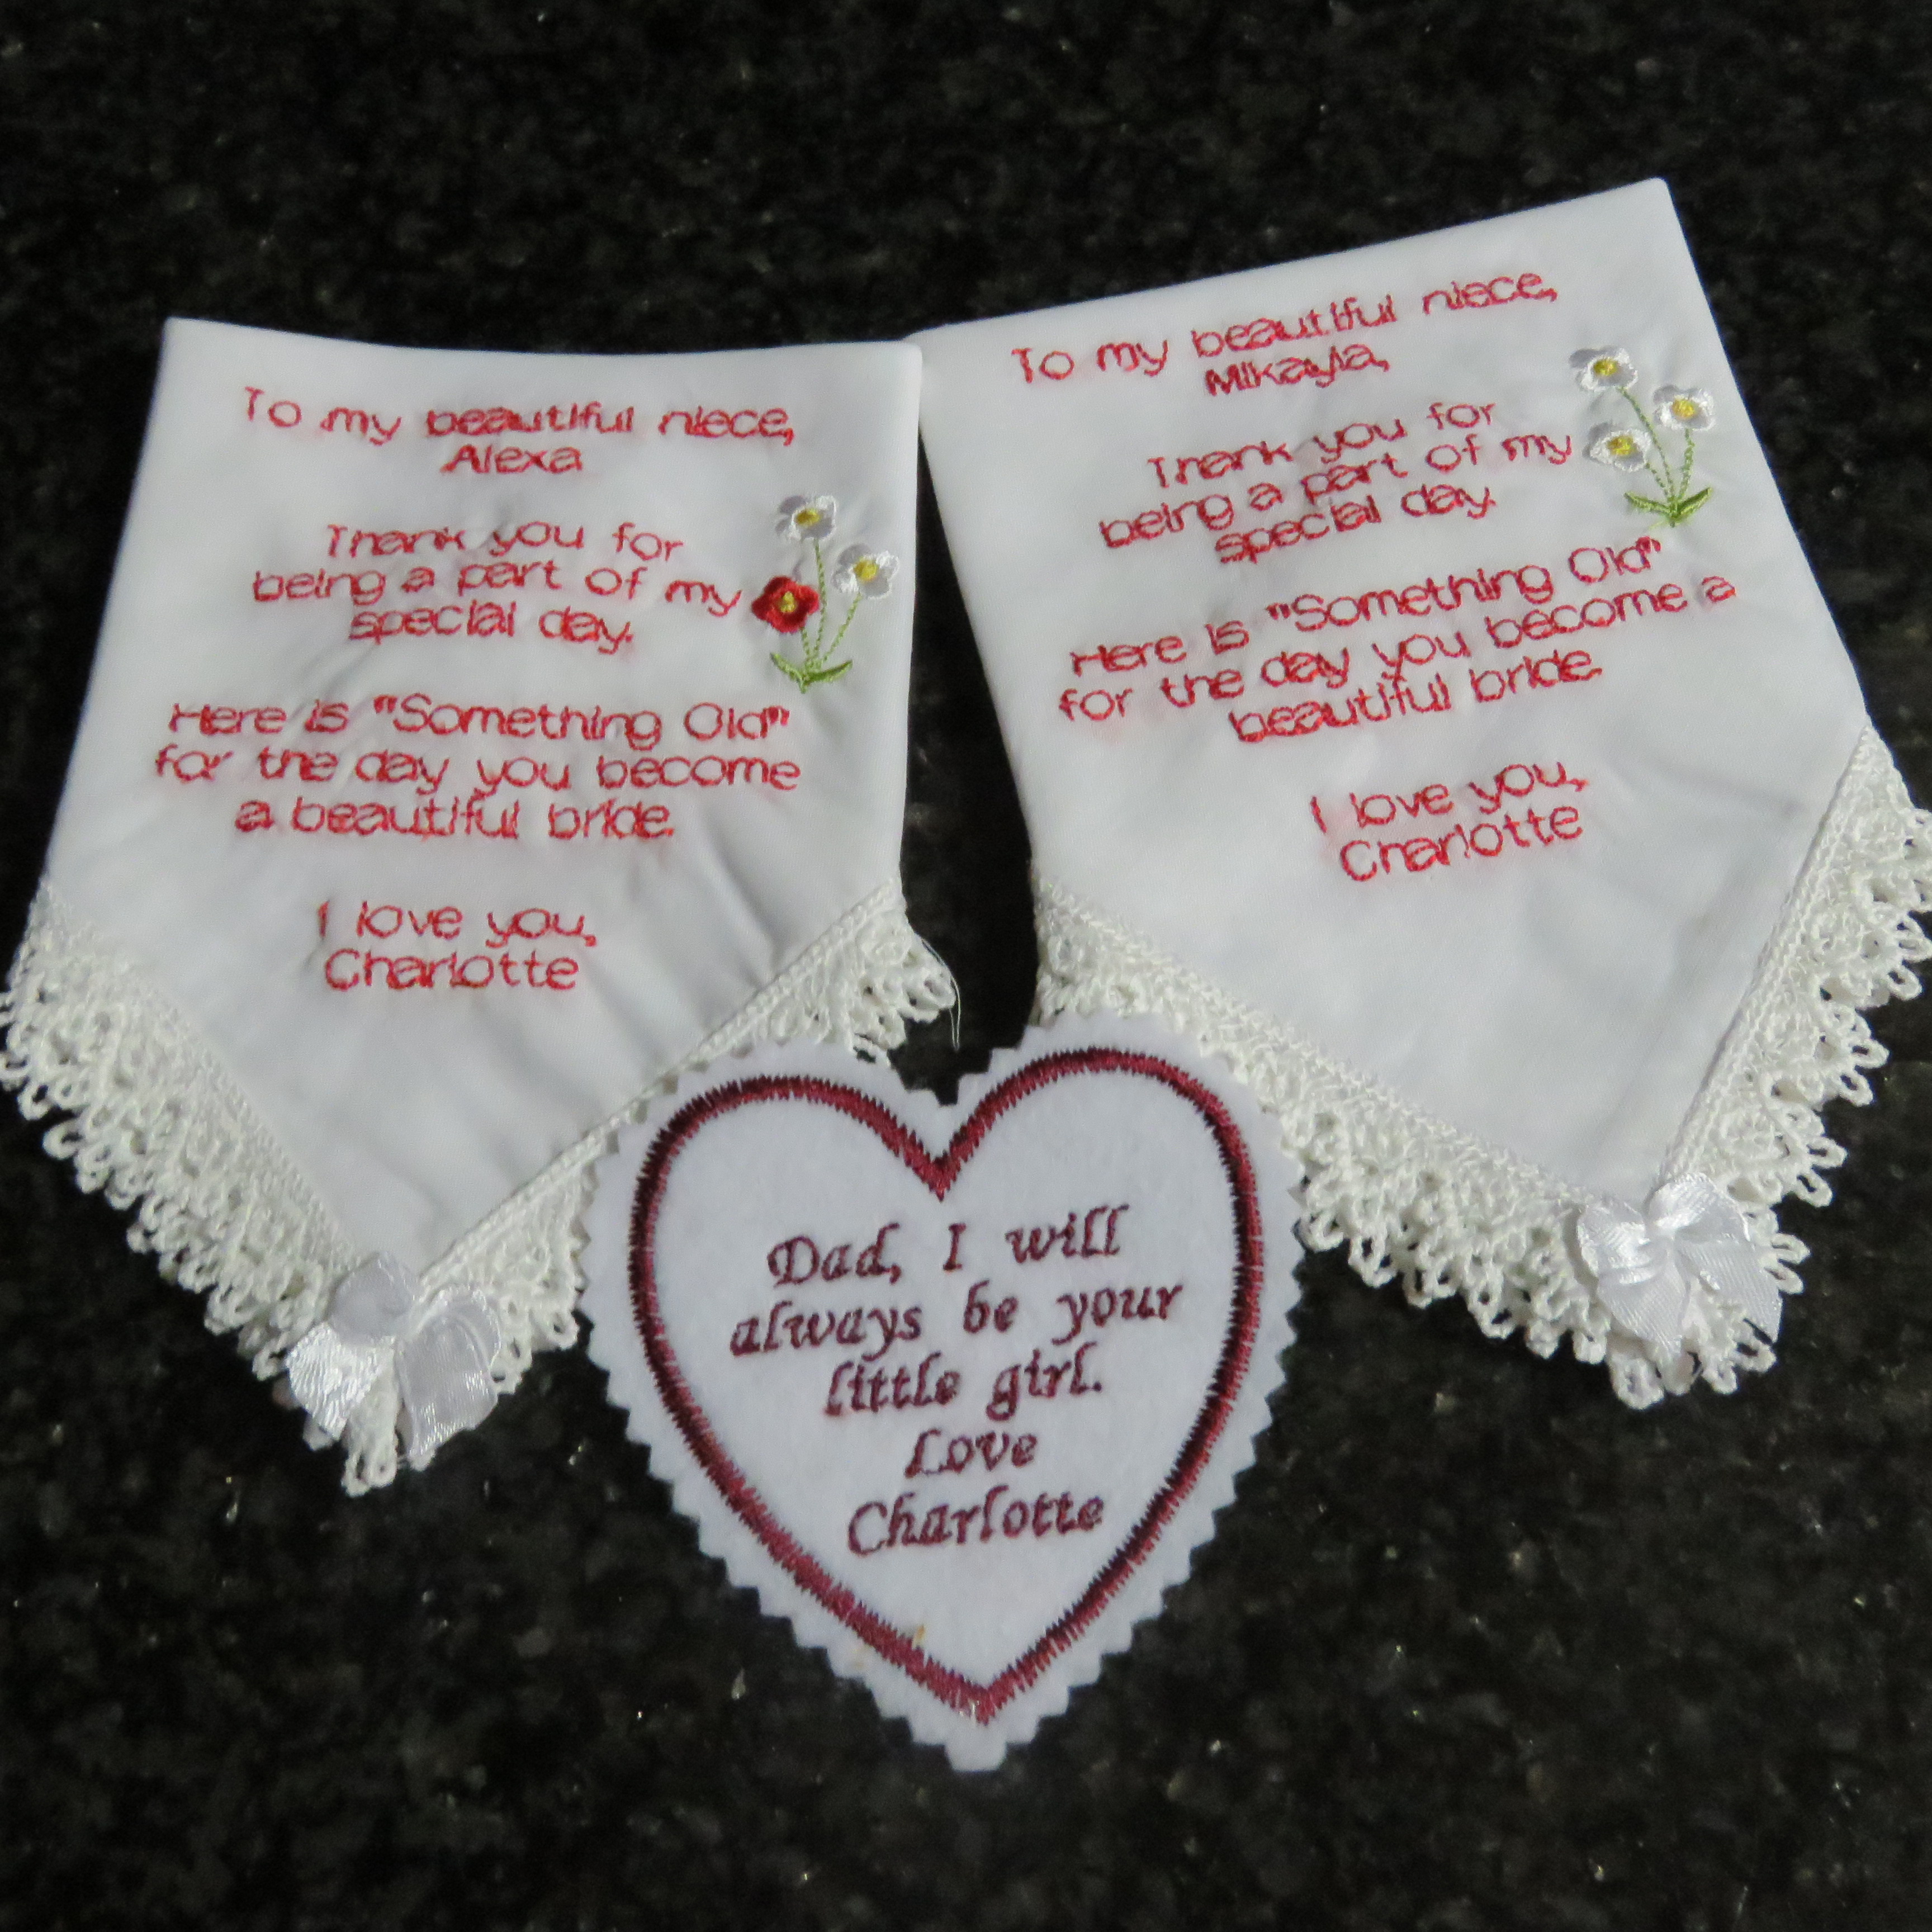 To my beautiful niece,
Alexa
Thank you for
being a part of my
special day.
Here is "Something Old"
for the day you become
a beautiful bride.
I love you,
Charlotte
To my beautiful niece,
Mikayla,
Thank you for
being a part of my
special day.
Here is "Something Old"
for the day you become a
beautiful bride.
I love you,
Charlotte
Dad, I will
always be your
little girl.
Love
Charlotte